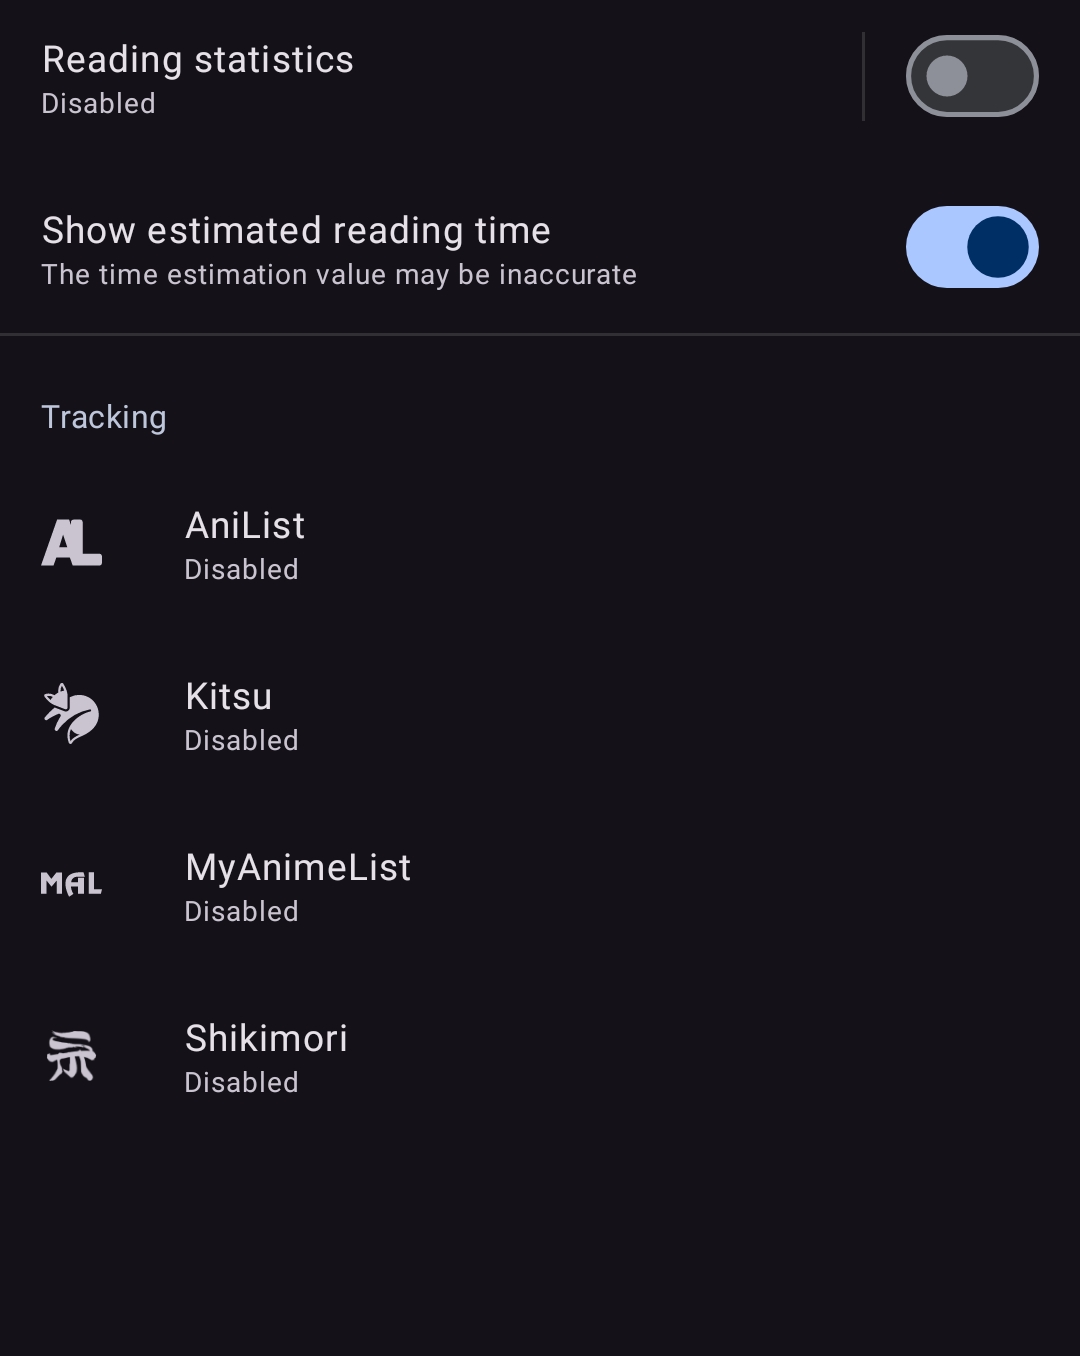 Reading statistics
Disabled
Show estimated reading time
The time estimation value may be inaccurate
Tracking
AL
AniList
Disabled
Kitsu
Disabled
MAL
MyAnimeList
Disabled
示
Shikimori
Disabled